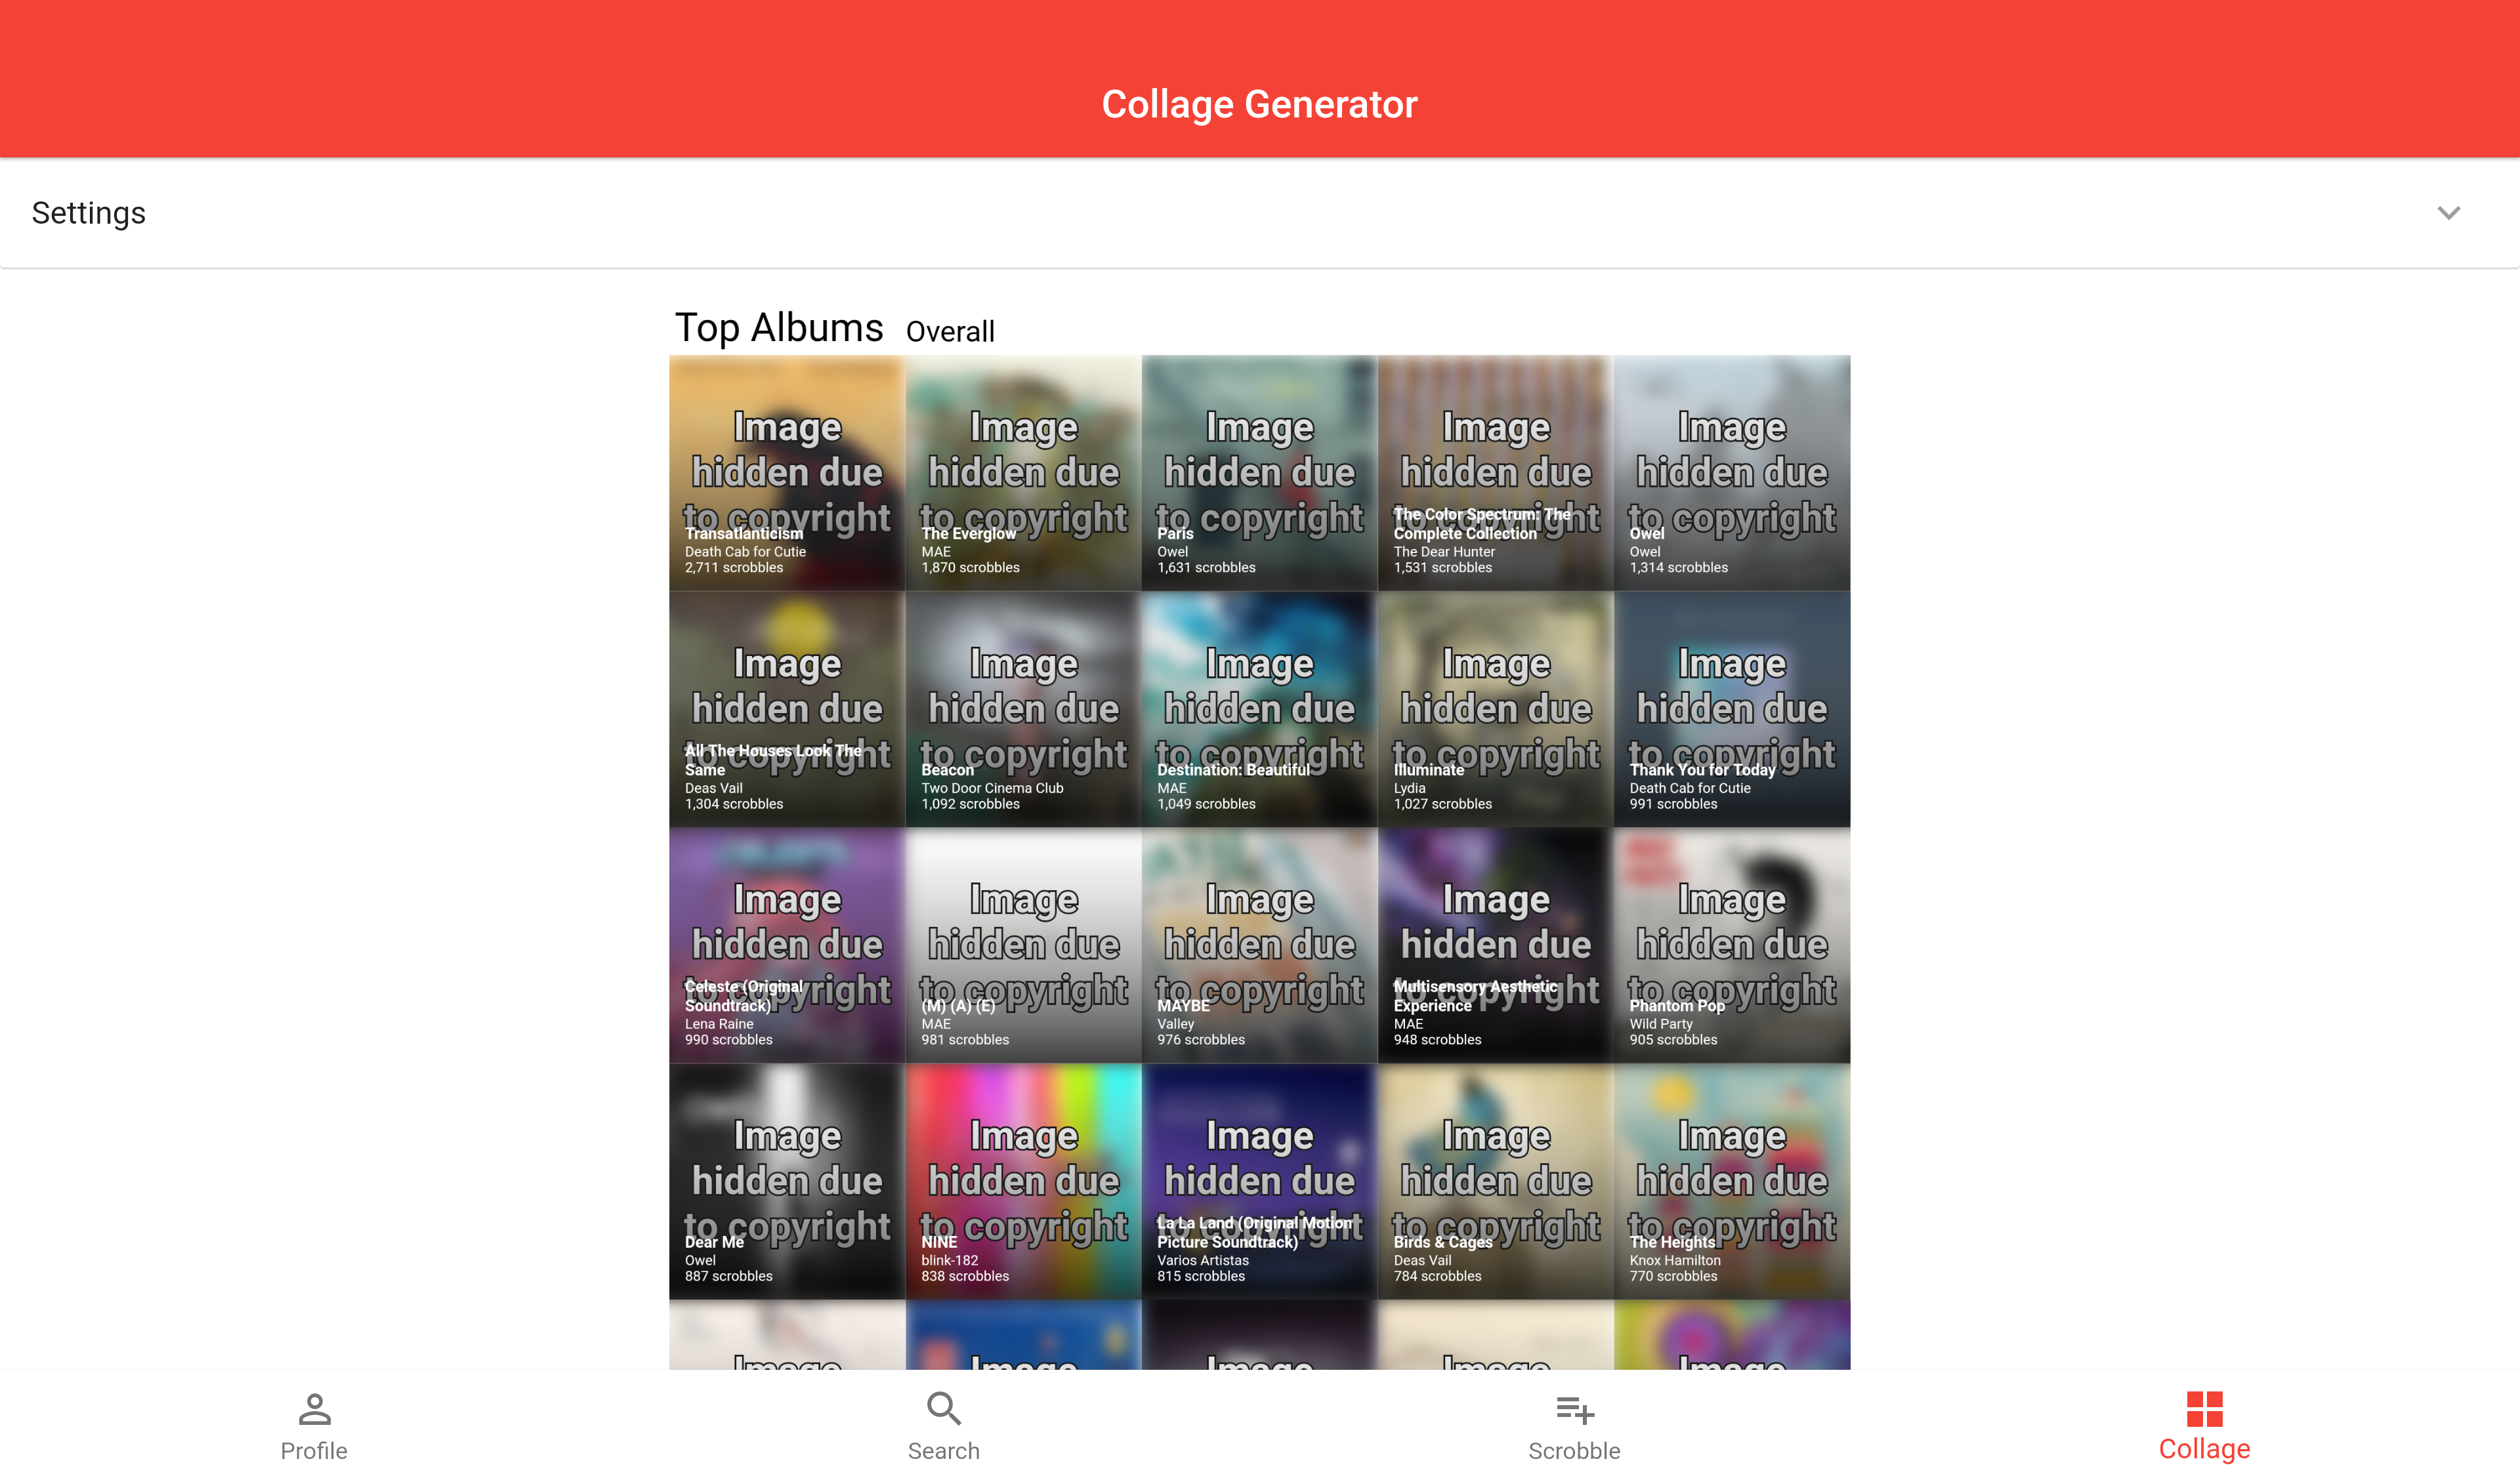 Collage Generator
Settings
Top Albums Overall
Image
hidden due
to copyright
Transatlanticism
Death Cab for Cutie
2,711 scrobbles
Image
hidden due
to copyright
The Everglow
MAE
1,870 scrobbles
Image
hidden due
to copyright
Paris
Owel
1,631 scrobbles
Image
hidden due
to copyright
The Color Spectrum: The
Complete Collection
The Dear Hunter
1,531 scrobbles
Image
hidden due
to copyright
Owel
Owel
1,314 scrobbles
Image
hidden due
to copyright
All The Houses Look The
Same
Deas Vail
1,304 scrobbles
Image
hidden due
to copyright
Beacon
Two Door Cinema Club
1,092 scrobbles
Image
hidden due
to copyright
Destination: Beautiful
MAE
1,049 scrobbles
Image
hidden due
to copyright
Illuminate
Lydia
1,027 scrobbles
Image
hidden due
to copyright
Thank You for Today
Death Cab for Cutie
991 scrobbles
Image
hidden due
to copyright
Celeste (Original
Soundtrack)
Lena Raine
990 scrobbles
Image
hidden due
to copyright
(M) (A) (E)
MAE
981 scrobbles
Image
hidden due
to copyright
MAYBE
Valley
976 scrobbles
Image
hidden due
to copyright
Multisensory Aesthetic
Experience
MAE
948 scrobbles
Image
hidden due
to copyright
Phantom Pop
Wild Party
905 scrobbles
Image
hidden due
to copyright
Dear Me
Owel
887 scrobbles
Image
hidden due
to copyright
NINE
blink-182
838 scrobbles
Image
hidden due
to copyright
La La Land (Original Motion
Picture Soundtrack)
Varios Artistas
815 scrobbles
Image
hidden due
to copyright
Birds & Cages
Deas Vail
784 scrobbles
Image
hidden due
to copyright
The Heights
Knox Hamilton
770 scrobbles
Image
Image
Image
Image
Image
Profile
Search
Scrobble
Collage